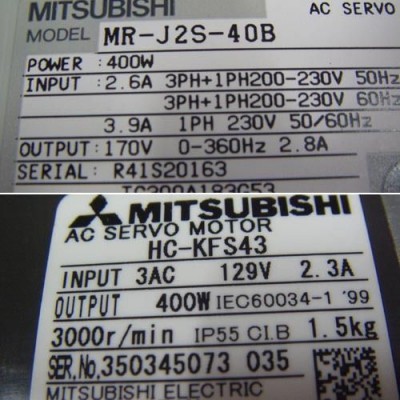 MITSUBISHI AC SERVO
MODEL MR-J2S-40B
POWER : 400W
INPUT : 2.6A 3PH+1PH200-230V 50Hz
3PH+1PH200-230V 60Hz
3.9A 1PH 230V 50/60Hz
OUTPUT: 170V 0-360Hz 2.8A
SERIAL: R41S20163
TC300A183G53
MITSUBISHI
AC SERVO MOTOR
HC-KFS43
INPUT 3AC 129V 2.3A
OUTPUT 400W IEC60034-1 '99
3000r/min IP55 CI.B 1.5kg
SER.No.350345073 035
MITSUBISHI ELECTRIC